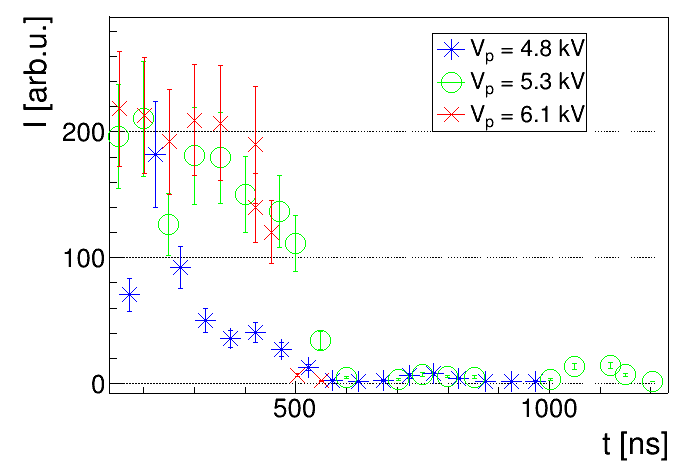 I [arb.u.]
V_p = 4.8 kV
V_p = 5.3 kV
V_p = 6.1 kV
200
100
0
500 1000
t [ns]